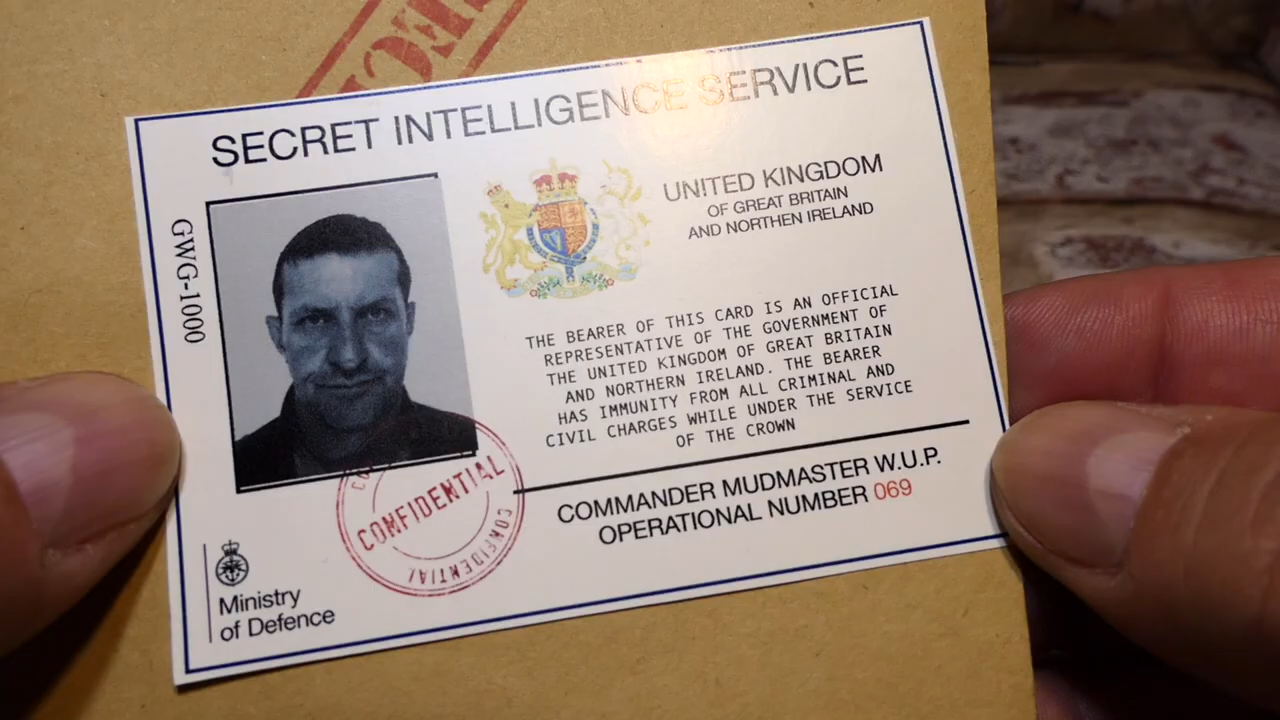 SECRET INTELLIGENCE SERVICE
UNITED KINGDOM
OF GREAT BRITAIN
AND NORTHEN IRELAND
GWG-1000
THE BEARER OF THIS CARD IS AN OFFICIAL
REPRESENTATIVE OF THE GOVERNMENT OF
THE UNITED KINGDOM OF GREAT BRITAIN
AND NORTHERN IRELAND. THE BEARER
HAS IMMUNITY FROM ALL CRIMINAL AND
CIVIL CHARGES WHILE UNDER THE SERVICE
OF THE CROWN
COMMANDER MUDMASTER W.U.P.
OPERATIONAL NUMBER 069
CONFIDENTIAL
CONFIDENTIAL
Ministry
of Defence